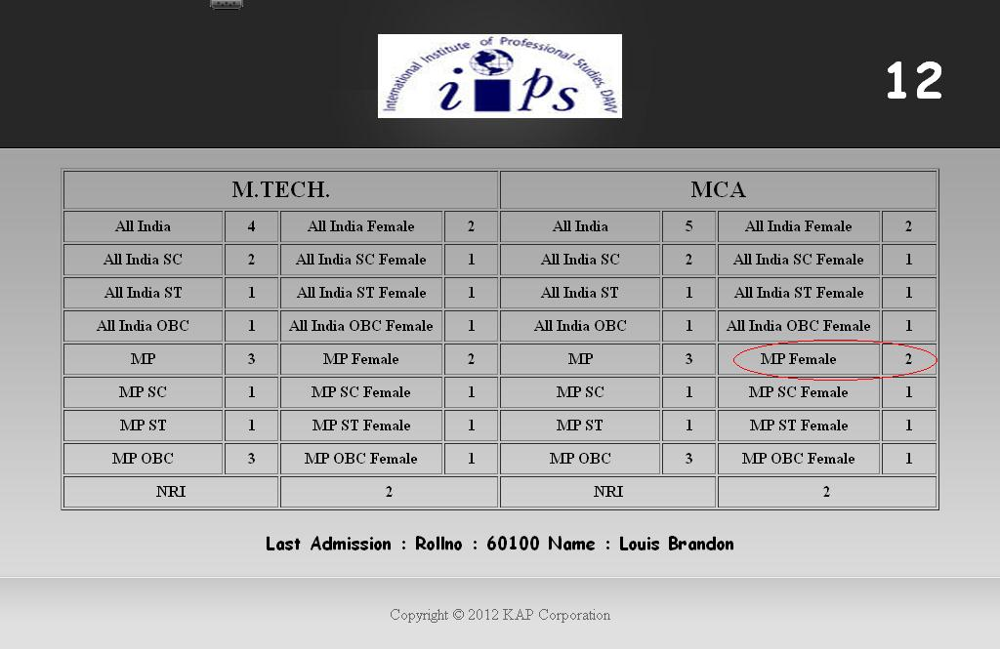 International Institute of Professional Studies, DAVV
ips
12
M.TECH. MCA
All India 4 All India Female 2 All India 5 All India Female 2
All India SC 2 All India SC Female 1 All India SC 2 All India SC Female 1
All India ST 1 All India ST Female 1 All India ST 1 All India ST Female 1
All India OBC 1 All India OBC Female 1 All India OBC 1 All India OBC Female 1
MP 3 MP Female 2 MP 3 MP Female 2
MP SC 1 MP SC Female 1 MP SC 1 MP SC Female 1
MP ST 1 MP ST Female 1 MP ST 1 MP ST Female 1
MP OBC 3 MP OBC Female 1 MP OBC 3 MP OBC Female 1
NRI 2 NRI 2
Last Admission : Rollno : 60100 Name : Louis Brandon
Copyright © 2012 KAP Corporation